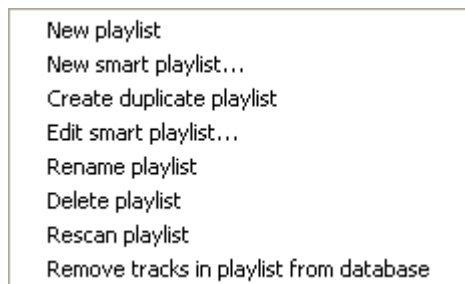 New playlist
New smart playlist...
Create duplicate playlist
Edit smart playlist...
Rename playlist
Delete playlist
Rescan playlist
Remove tracks in playlist from database